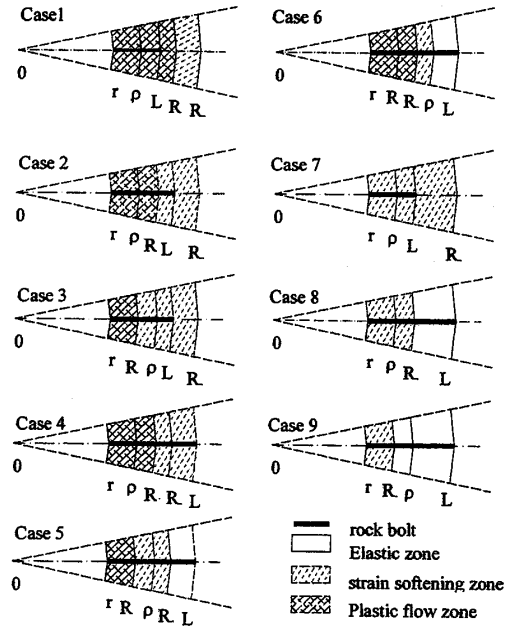 Case1
0
r ρ L R R
Case 2
0
r ρ R L R
Case 3
0
r R ρ L R
Case 4
0
r ρ R R L
Case 5
0
r R ρ R L
Case 6
0
r R R ρ L
Case 7
0
r ρ L R
Case 8
0
r ρ R L
Case 9
0
r R ρ L
rock bolt
Elastic zone
strain softening zone
Plastic flow zone